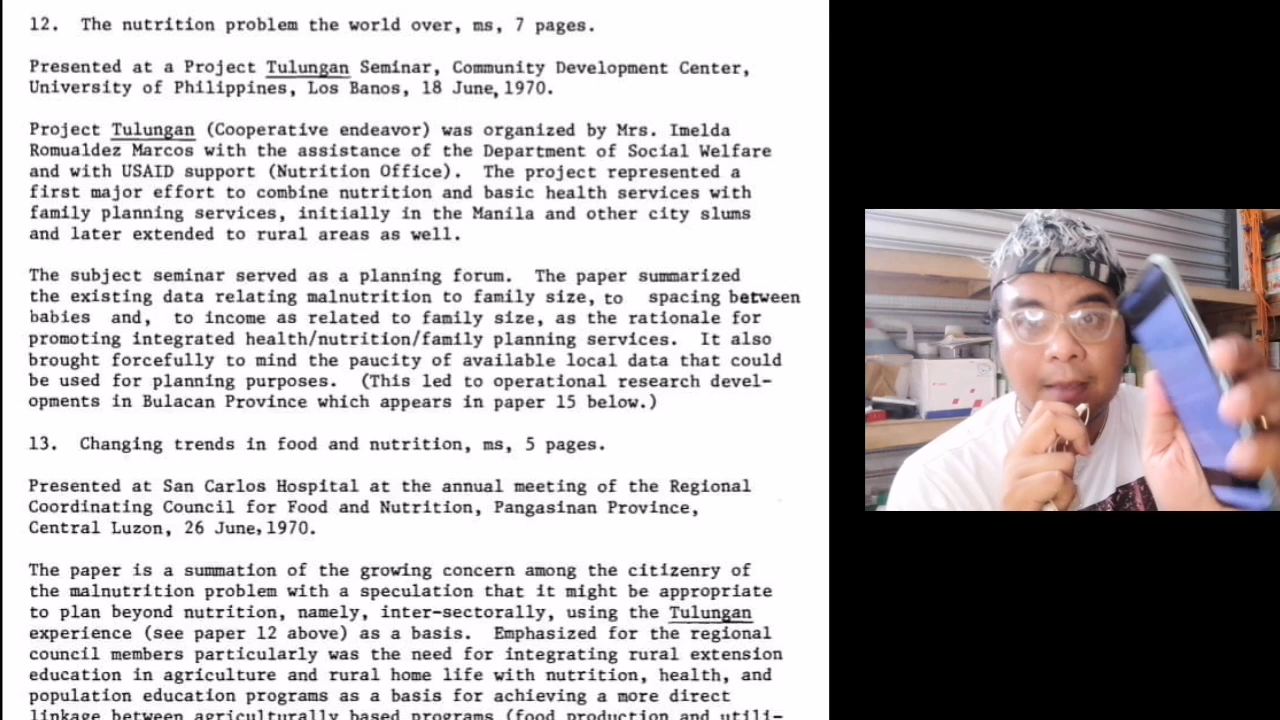 12. The nutrition problem the world over, ms, 7 pages.
Presented at a Project Tulungan Seminar, Community Development Center,
University of Philippines, Los Banos, 18 June, 1970.
Project Tulungan (Cooperative endeavor) was organized by Mrs. Imelda
Romualdez Marcos with the assistance of the Department of Social Welfare
and with USAID support (Nutrition Office). The project represented a
first major effort to combine nutrition and basic health services with
family planning services, initially in the Manila and other city slums
and later extended to rural areas as well.
The subject seminar served as a planning forum. The paper summarized
the existing data relating malnutrition to family size, to spacing between
babies and, to income as related to family size, as the rationale for
promoting integrated health/nutrition/family planning services. It also
brought forcefully to mind the paucity of available local data that could
be used for planning purposes. (This led to operational research devel-
opments in Bulacan Province which appears in paper 15 below.)
13. Changing trends in food and nutrition, ms, 5 pages.
Presented at San Carlos Hospital at the annual meeting of the Regional
Coordinating Council for Food and Nutrition, Pangasinan Province,
Central Luzon, 26 June, 1970.
The paper is a summation of the growing concern among the citizenry of
the malnutrition problem with a speculation that it might be appropriate
to plan beyond nutrition, namely, inter-sectorally, using the Tulungan
experience (see paper 12 above) as a basis. Emphasized for the regional
council members particularly was the need for integrating rural extension
education in agriculture and rural home life with nutrition, health, and
population education programs as a basis for achieving a more direct
linkage between agriculturally based programs (food production and utili-